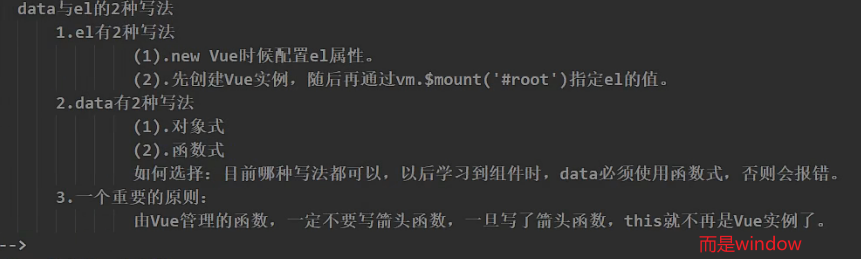 data与el的2种写法
1.el有2种写法
(1).new Vue时候配置el属性。
(2).先创建Vue实例，随后再通过vm.$mount('#root')指定el的值。
2.data有2种写法
(1).对象式
(2).函数式
如何选择：目前哪种写法都可以，以后学习到组件时，data必须使用函数式，否则会报错。
3.一个重要的原则：
由Vue管理的函数，一定不要写箭头函数，一旦写了箭头函数，this就不再是Vue实例了。
--> 而是window